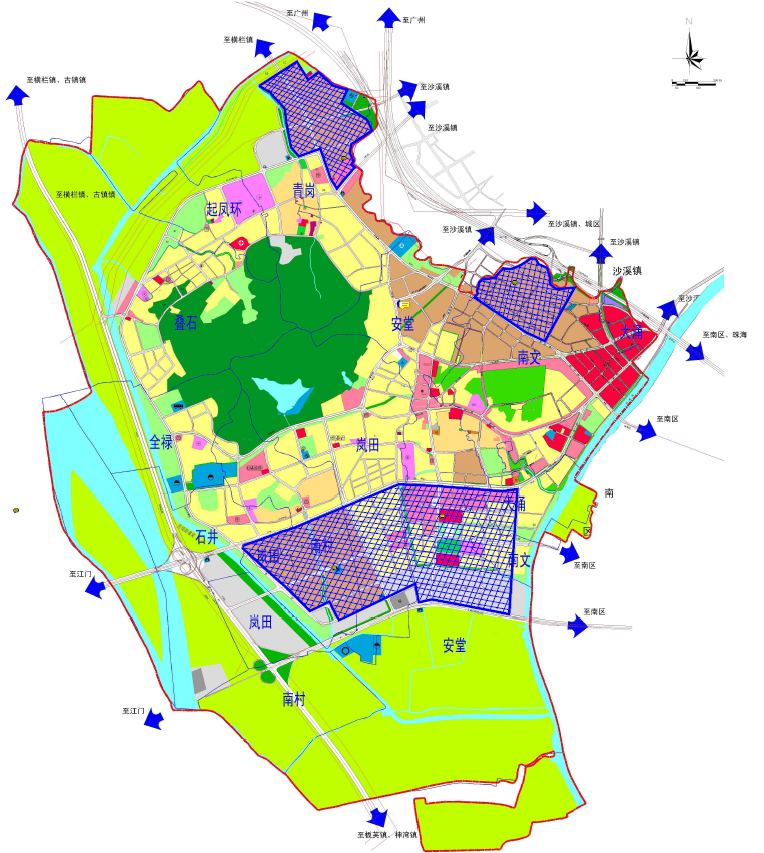 至广州
至广州
N
至横栏镇
至横栏镇、古镇镇
至沙溪镇
至沙溪镇
至横栏镇、古镇镇
青岗
起凤环
至沙溪镇、城区
至沙溪镇
至沙溪镇
沙溪镇
至沙
叠石
安堂
大涌
至南区、珠海
南文
至南区
全禄
岚田
南
大涌
区
石井
南村
南文
至南区
至江门
岚田
至南区
安堂
南村
至江门
至板芙镇、神湾镇